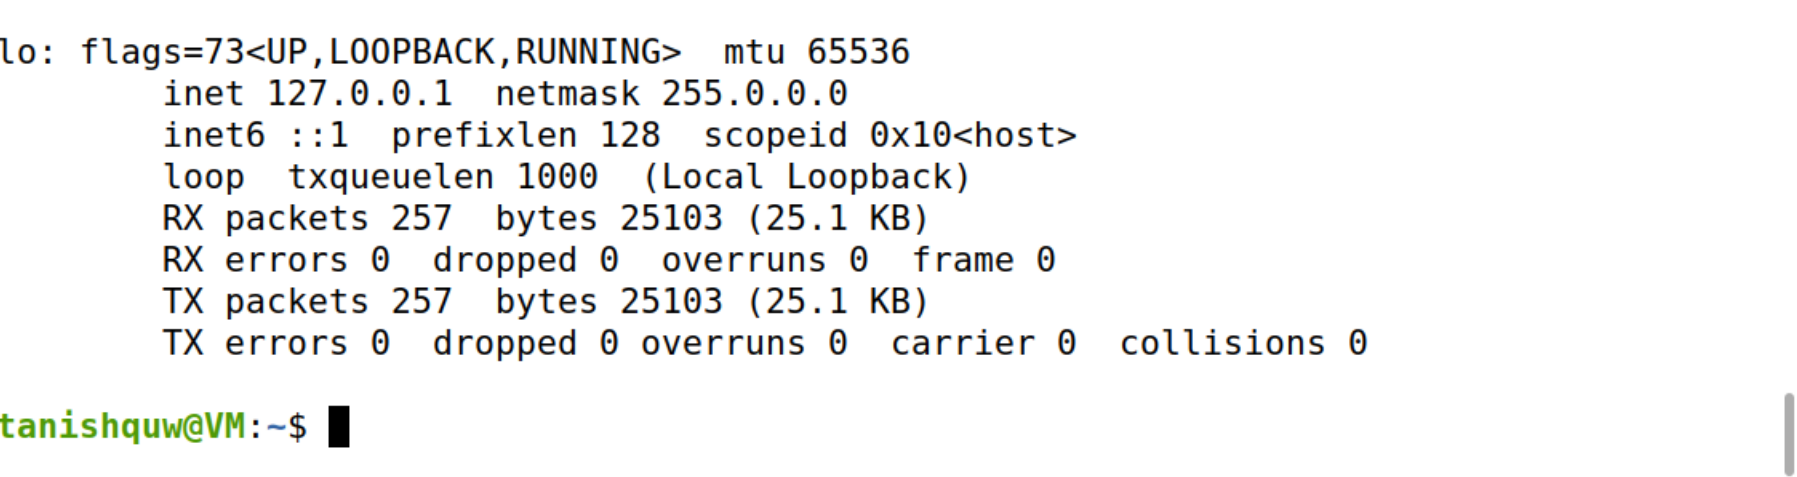 lo: flags=73<UP,LOOPBACK,RUNNING>  mtu 65536
        inet 127.0.0.1  netmask 255.0.0.0
        inet6 ::1  prefixlen 128  scopeid 0x10<host>
        loop  txqueuelen 1000  (Local Loopback)
        RX packets 257  bytes 25103 (25.1 KB)
        RX errors 0  dropped 0  overruns 0  frame 0
        TX packets 257  bytes 25103 (25.1 KB)
        TX errors 0  dropped 0 overruns 0  carrier 0  collisions 0
tanishquw@VM:~$